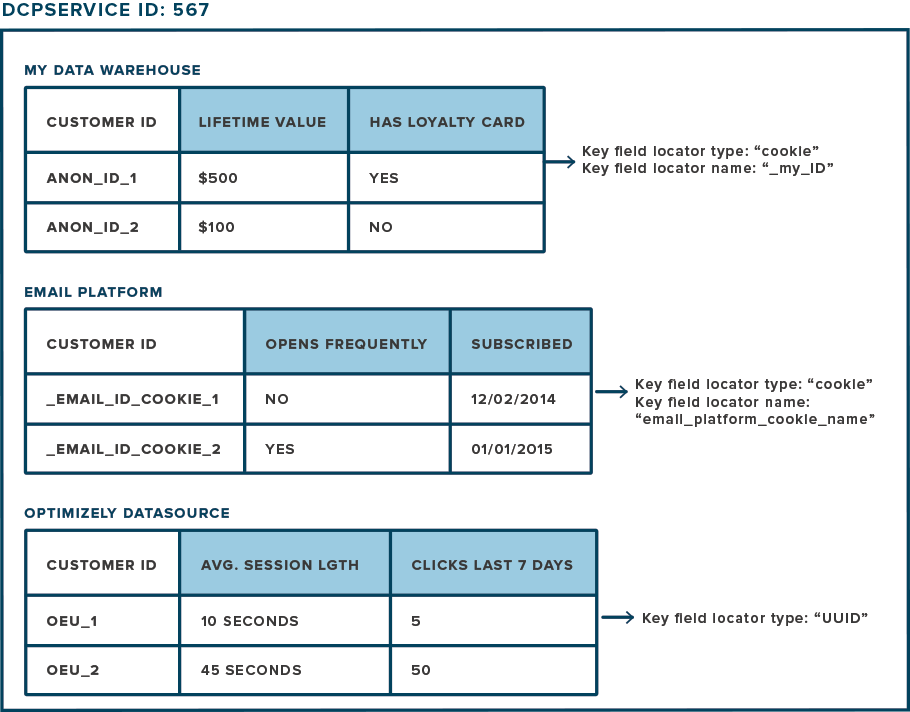 DCPSERVICE ID: 567
MY DATA WAREHOUSE
CUSTOMER ID LIFETIME VALUE HAS LOYALTY CARD
ANON_ID_1 $500 YES
ANON_ID_2 $100 NO
Key field locator type: “cookie”
Key field locator name: “_my_ID”
EMAIL PLATFORM
CUSTOMER ID OPENS FREQUENTLY SUBSCRIBED
_EMAIL_ID_COOKIE_1 NO 12/02/2014
_EMAIL_ID_COOKIE_2 YES 01/01/2015
Key field locator type: “cookie”
Key field locator name:
“email_platform_cookie_name”
OPTIMIZELY DATASOURCE
CUSTOMER ID AVG. SESSION LGTH CLICKS LAST 7 DAYS
OEU_1 10 SECONDS 5
OEU_2 45 SECONDS 50
Key field locator type: “UUID”